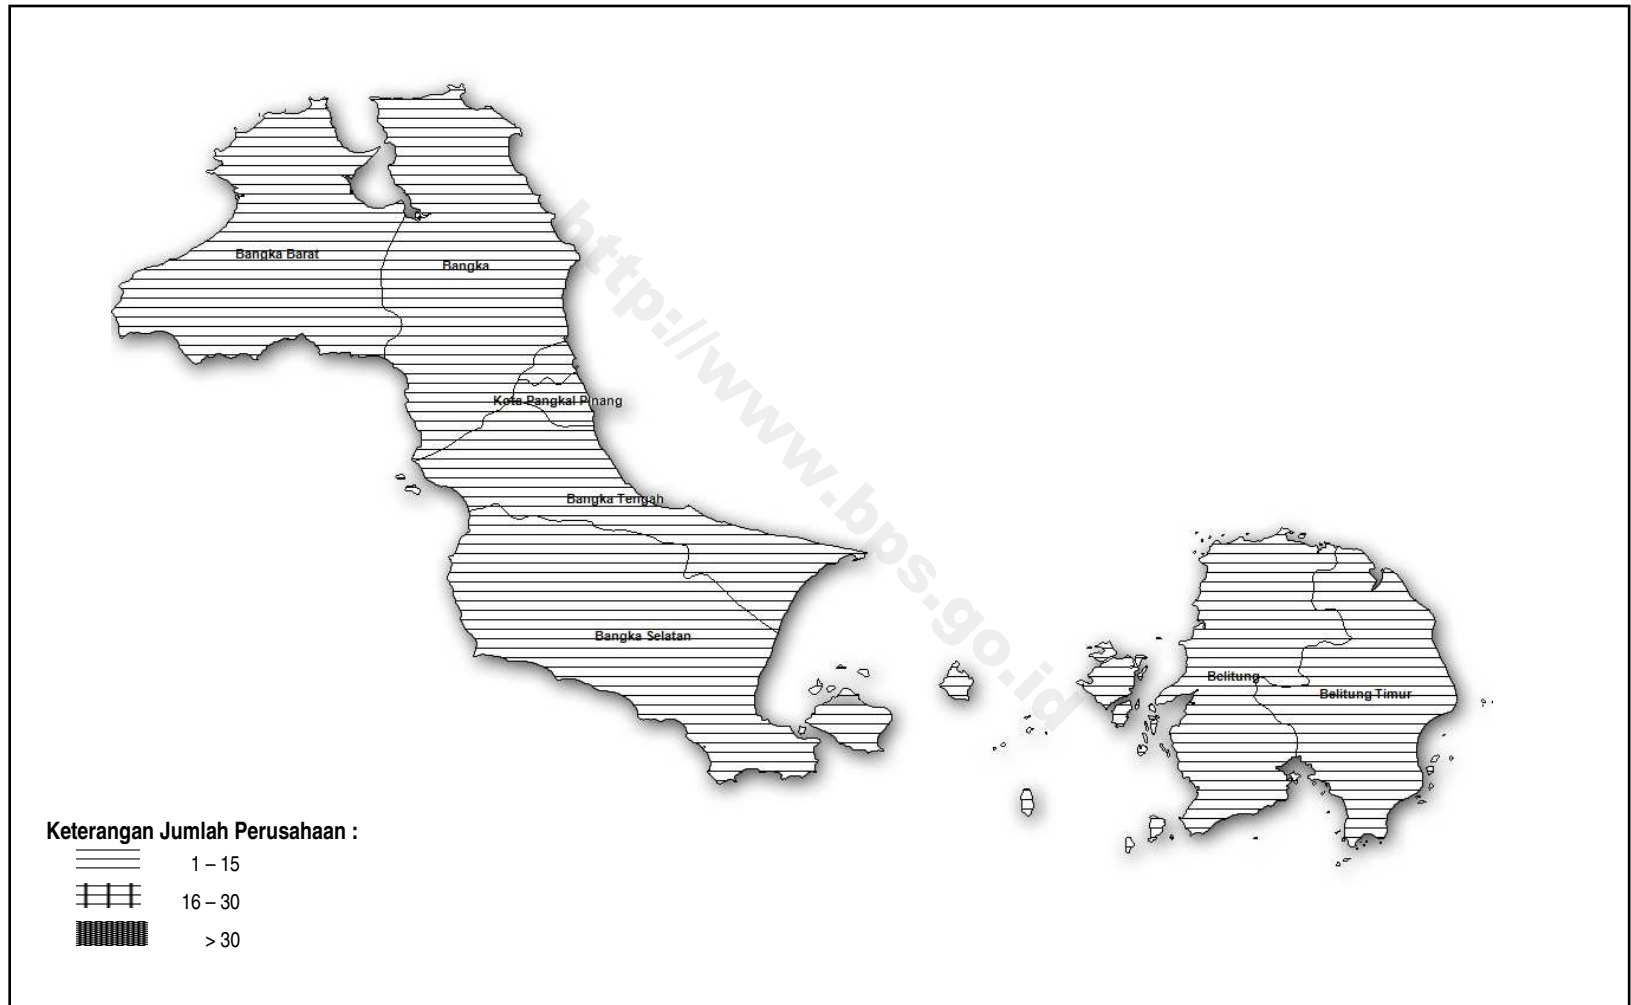 Bangka Barat
Bangka
http://www.bps.go.id
Kota Pangkal Pinang
Bangka Tengah
Bangka Selatan
Belitung
Belitung Timur
Keterangan Jumlah Perusahaan :
1 – 15
16 – 30
> 30